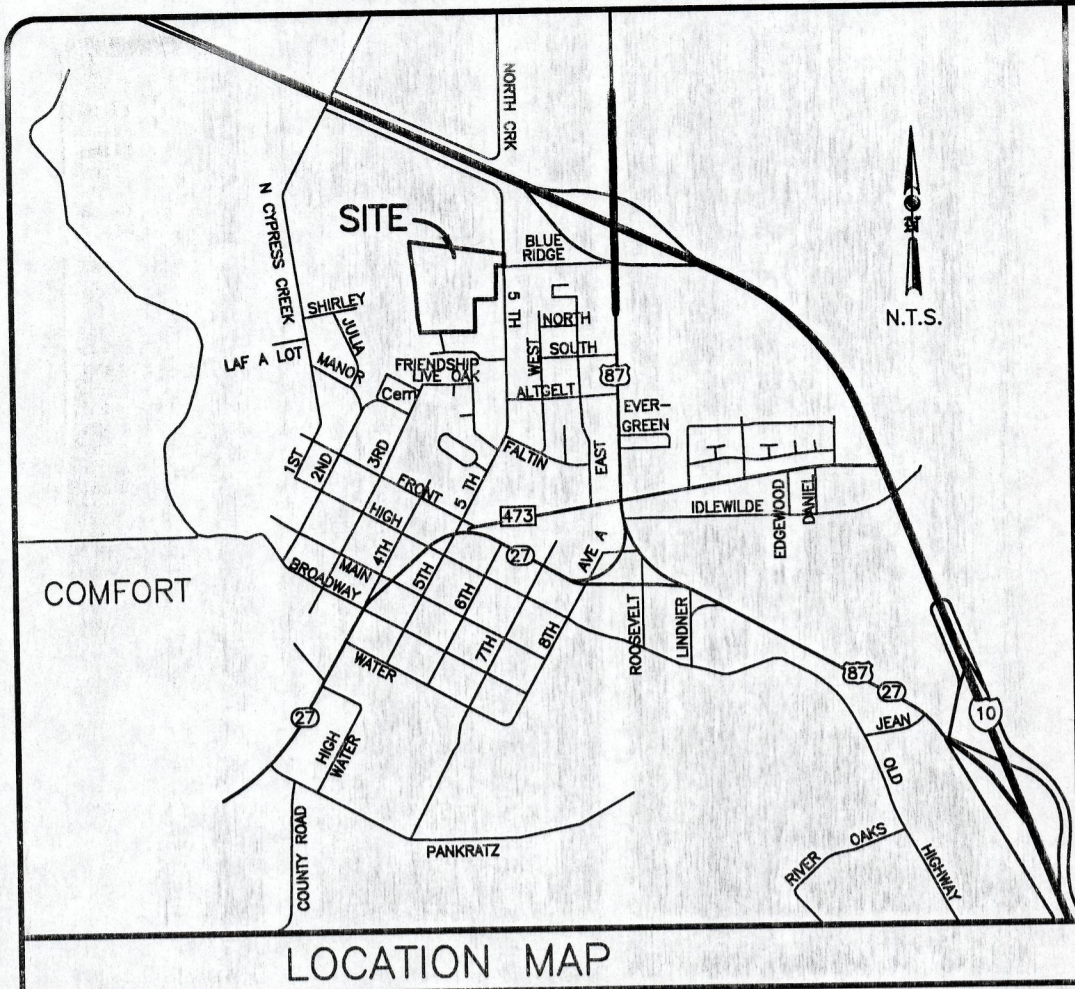 NORTH CRK
N CYPRESS CREEK
SITE
BLUE
RIDGE
N.T.S.
SHIRLEY
JULIA
5 TH
NORTH
WEST
SOUTH
LAF A LOT
MANOR
FRIENDSHIP
LIVE OAK
87
Cem
ALTGELT
EVER-
GREEN
1ST
2ND
3RD
FALTIN
EAST
FRONT
5 TH
HIGH
473
IDLEWILDE
EDGEWOOD
DANIEL
27
AVE A
COMFORT
MAIN
BROADWAY
4TH
5TH
6TH
7TH
8TH
ROOSEVELT
LINDNER
WATER
87
27
10
JEAN
27
HIGH
WATER
OLD
HIGHWAY
COUNTY ROAD
PANKRATZ
RIVER OAKS
LOCATION MAP